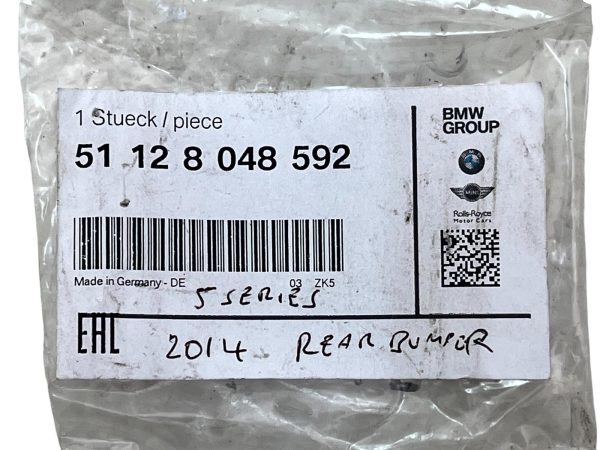 1 Stueck / piece
51 12 8 048 592
BMW
GROUP
MINI
Rolls-Royce
Motor Cars
Made in Germany - DE 03 ZK5
5 SERIES
EAC 2014 REAR BUMPER